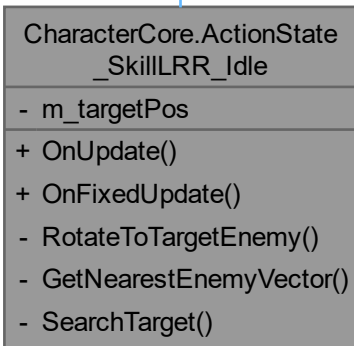 CharacterCore.ActionState
_SkillLRR_Idle
- m_targetPos
+ OnUpdate()
+ OnFixedUpdate()
- RotateToTargetEnemy()
- GetNearestEnemyVector()
- SearchTarget()